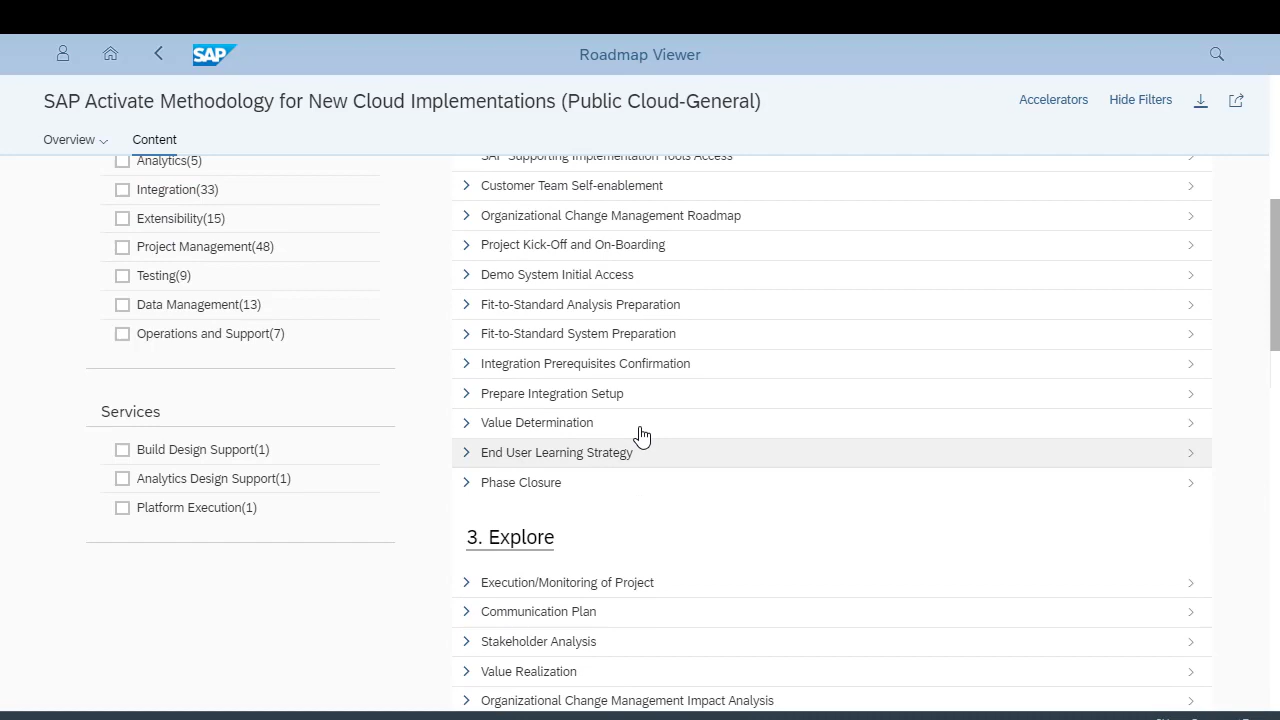 SAP
Roadmap Viewer
SAP Activate Methodology for New Cloud Implementations (Public Cloud-General)
Accelerators
Hide Filters
Overview
Content
Analytics(5)
Integration(33)
Extensibility(15)
Project Management(48)
Testing(9)
Data Management(13)
Operations and Support(7)
Services
Build Design Support(1)
Analytics Design Support(1)
Platform Execution(1)
SAP Supporting Implementation Tools Access
Customer Team Self-enablement
Organizational Change Management Roadmap
Project Kick-Off and On-Boarding
Demo System Initial Access
Fit-to-Standard Analysis Preparation
Fit-to-Standard System Preparation
Integration Prerequisites Confirmation
Prepare Integration Setup
Value Determination
End User Learning Strategy
Phase Closure
3. Explore
Execution/Monitoring of Project
Communication Plan
Stakeholder Analysis
Value Realization
Organizational Change Management Impact Analysis